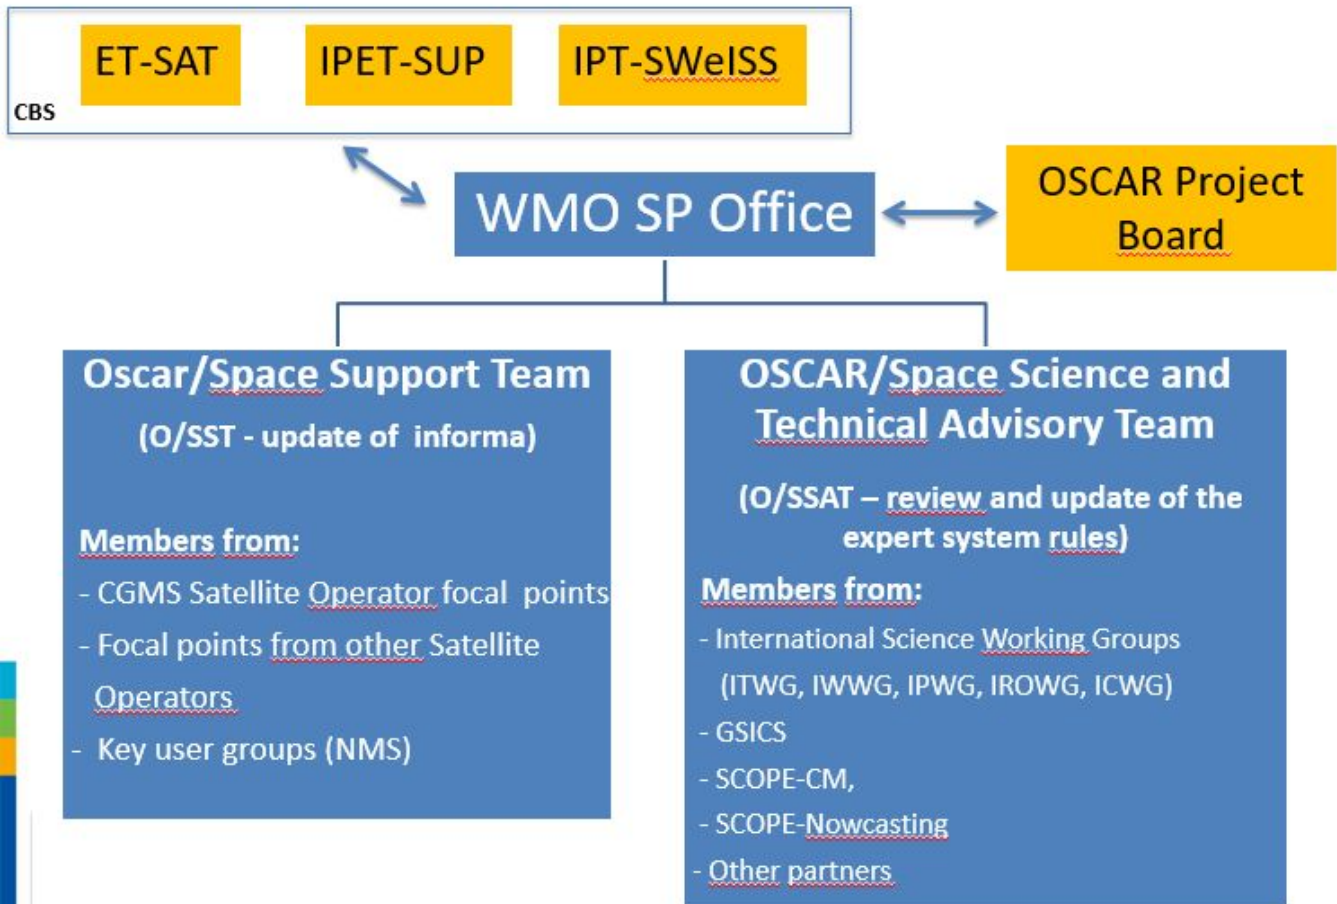 ET-SAT
IPET-SUP
IPT-SWeISS
CBS
WMO SP Office
OSCAR Project
Board
Oscar/Space Support Team
(O/SST - update of informa)
Members from:
- CGMS Satellite Operator focal points
- Focal points from other Satellite
Operators
- Key user groups (NMS)
OSCAR/Space Science and
Technical Advisory Team
(O/SSAT – review and update of the
expert system rules)
Members from:
- International Science Working Groups
(ITWG, IWWG, IPWG, IROWG, ICWG)
- GSICS
- SCOPE-CM,
- SCOPE-Nowcasting
- Other partners